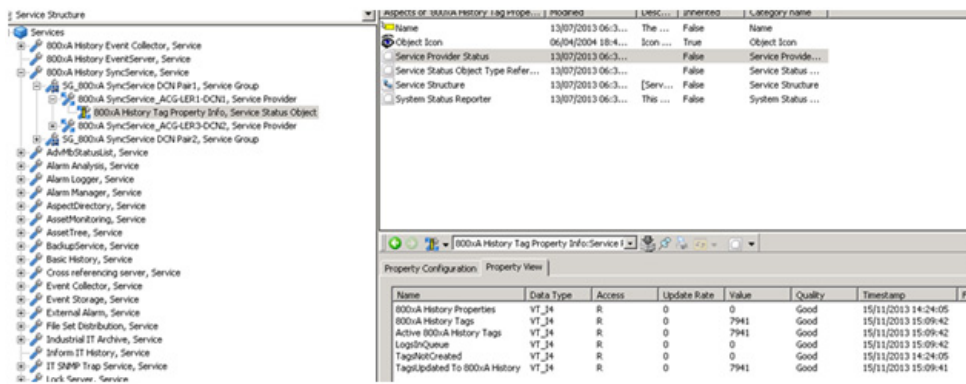 Service Structure
Services
800xA History Event Collector, Service
800xA History EventServer, Service
800xA History SyncService, Service
SG_800xA SyncService DCN Pair1, Service Group
800xA SyncService_ACG-LER1-DCN1, Service Provider
800xA History Tag Property Info, Service Status Object
800xA SyncService_ACG-LER3-DCN2, Service Provider
SG_800xA SyncService DCN Pair2, Service Group
AdvMbStatusList, Service
Alarm Analysis, Service
Alarm Logger, Service
Alarm Manager, Service
AspectDirectory, Service
AssetMonitoring, Service
AssetTree, Service
BackupService, Service
Basic History, Service
Cross referencing server, Service
Event Collector, Service
Event Storage, Service
External Alarm, Service
File Set Distribution, Service
Industrial IT Archive, Service
Inform IT History, Service
IT SNMP Trap Service, Service
Lock Server, Service
Aspects of '800xA History Tag Prope... Modified Desc... Inherited Category name
Name 13/07/2013 06:3... The ... False Name
Object Icon 06/04/2004 18:4... Icon ... True Object Icon
Service Provider Status 13/07/2013 06:3... False Service Provide...
Service Status Object Type Refer... 13/07/2013 06:3... False Service Status ...
Service Structure 13/07/2013 06:3... [Serv... False Service Structure
System Status Reporter 13/07/2013 06:3... This ... False System Status ...
800xA History Tag Property Info:Service
Property Configuration Property View
Name Data Type Access Update Rate Value Quality Timestamp
800xA History Properties VT_I4 R 0 0 Good 15/11/2013 14:24:05
800xA History Tags VT_I4 R 0 7941 Good 15/11/2013 15:09:42
Active 800xA History Tags VT_I4 R 0 7941 Good 15/11/2013 15:09:42
LogsInQueue VT_I4 R 0 0 Good 15/11/2013 15:09:42
TagsNotCreated VT_I4 R 0 0 Good 15/11/2013 14:24:05
TagsUpdated To 800xA History VT_I4 R 0 7941 Good 15/11/2013 15:09:41